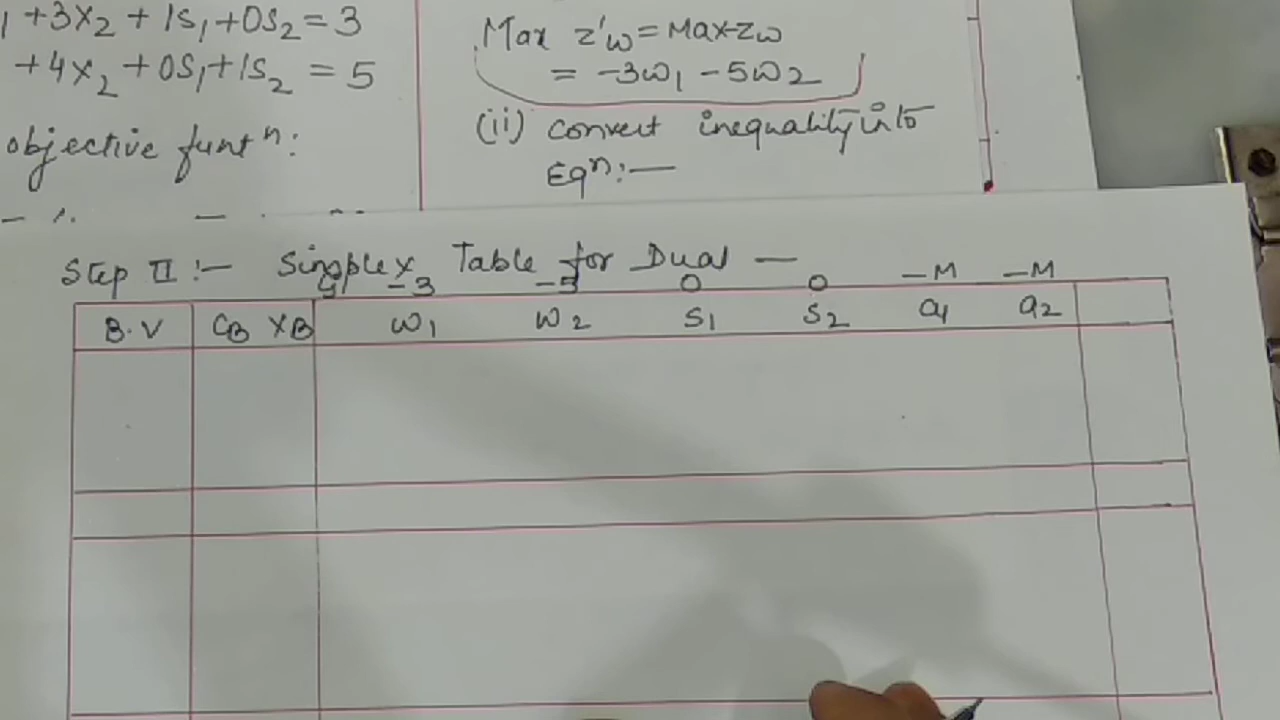 +3x₂ + 1S₁ + 0S₂ = 3
+4x₂ + 0S₁ + 1S₂ = 5
objective funtⁿ:
Max z'w = Max-zw
= -3w₁ - 5w₂
(ii) convert inequality into
Eqⁿ:—
Step II :- Simplex Table for Dual —
Cj -3 -5 0 0 -M -M
B.V CB XB w₁ w₂ S₁ S₂ a₁ a₂